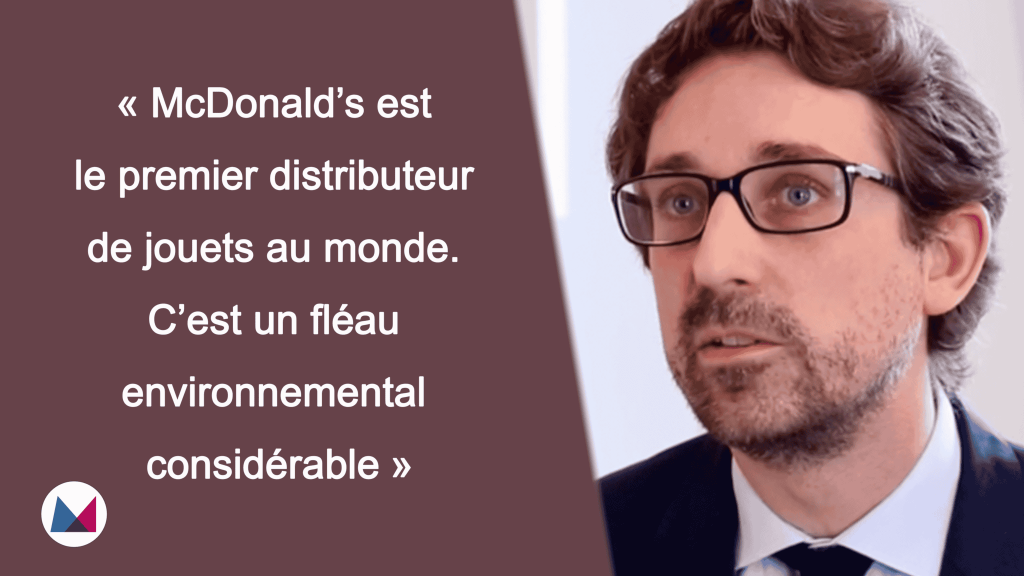 « McDonald’s est
le premier distributeur
de jouets au monde.
C’est un fléau
environnemental
considérable »